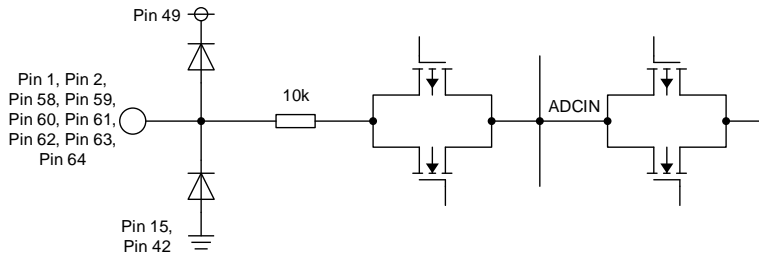 Pin 49
Pin 1, Pin 2,
Pin 58, Pin 59,
Pin 60, Pin 61,
Pin 62, Pin 63,
Pin 64
10k
ADCIN
Pin 15,
Pin 42